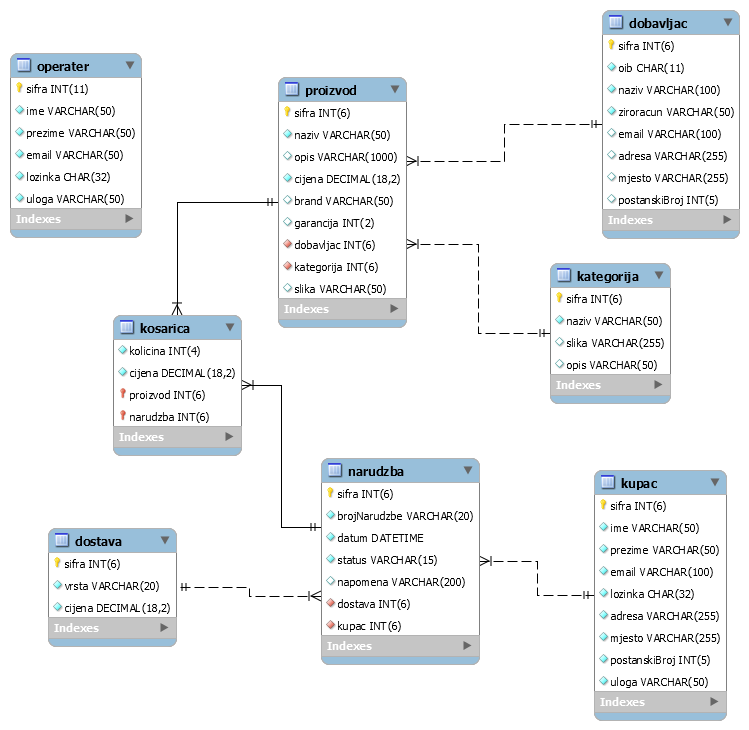 operater
sifra INT(11)
ime VARCHAR(50)
prezime VARCHAR(50)
email VARCHAR(50)
lozinka CHAR(32)
uloga VARCHAR(50)
Indexes
proizvod
sifra INT(6)
naziv VARCHAR(50)
opis VARCHAR(1000)
cijena DECIMAL(18,2)
brand VARCHAR(50)
garancija INT(2)
dobavljac INT(6)
kategorija INT(6)
slika VARCHAR(50)
Indexes
dobavljac
sifra INT(6)
oib CHAR(11)
naziv VARCHAR(100)
ziroracun VARCHAR(50)
email VARCHAR(100)
adresa VARCHAR(255)
mjesto VARCHAR(255)
postanskiBroj INT(5)
Indexes
kategorija
sifra INT(6)
naziv VARCHAR(50)
slika VARCHAR(255)
opis VARCHAR(50)
Indexes
kosarica
kolicina INT(4)
cijena DECIMAL(18,2)
proizvod INT(6)
narudzba INT(6)
Indexes
narudzba
sifra INT(6)
brojNarudzbe VARCHAR(20)
datum DATETIME
status VARCHAR(15)
napomena VARCHAR(200)
dostava INT(6)
kupac INT(6)
Indexes
kupac
sifra INT(6)
ime VARCHAR(50)
prezime VARCHAR(50)
email VARCHAR(100)
lozinka CHAR(32)
adresa VARCHAR(255)
mjesto VARCHAR(255)
postanskiBroj INT(5)
uloga VARCHAR(50)
Indexes
dostava
sifra INT(6)
vrsta VARCHAR(20)
cijena DECIMAL(18,2)
Indexes